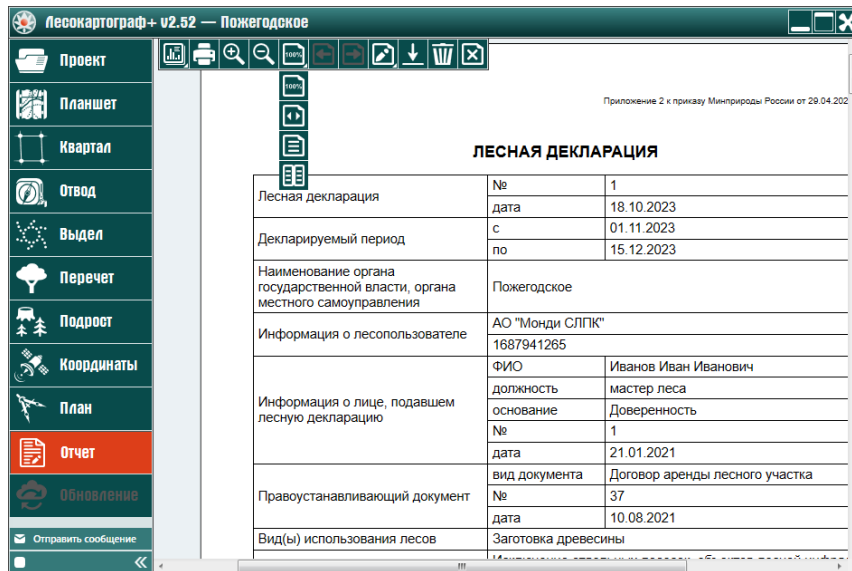 Лесокартограф+ v2.52 — Пожегодское
Проект
Планшет
Квартал
Отвод
Выдел
Перечет
Подрост
Координаты
План
Отчет
Обновление
Отправить сообщение
100%
100%
Приложение 2 к приказу Минприроды России от 29.04.202
ЛЕСНАЯ ДЕКЛАРАЦИЯ
Лесная декларация
№ 1
дата 18.10.2023
Декларируемый период
с 01.11.2023
по 15.12.2023
Наименование органа
государственной власти, органа
местного самоуправления
Пожегодское
Информация о лесопользователе
АО "Монди СЛПК"
1687941265
Информация о лице, подавшем
лесную декларацию
ФИО Иванов Иван Иванович
должность мастер леса
основание Доверенность
№ 1
дата 21.01.2021
Правоустанавливающий документ
вид документа Договор аренды лесного участка
№ 37
дата 10.08.2021
Вид(ы) использования лесов Заготовка древесины